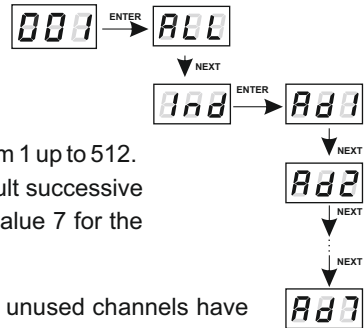 001 ENTER ALL
NEXT
Ind ENTER Ad1
NEXT
m 1 up to 512.
ult successive
Ad2
alue 7 for the
NEXT
NEXT
unused channels have
Ad7